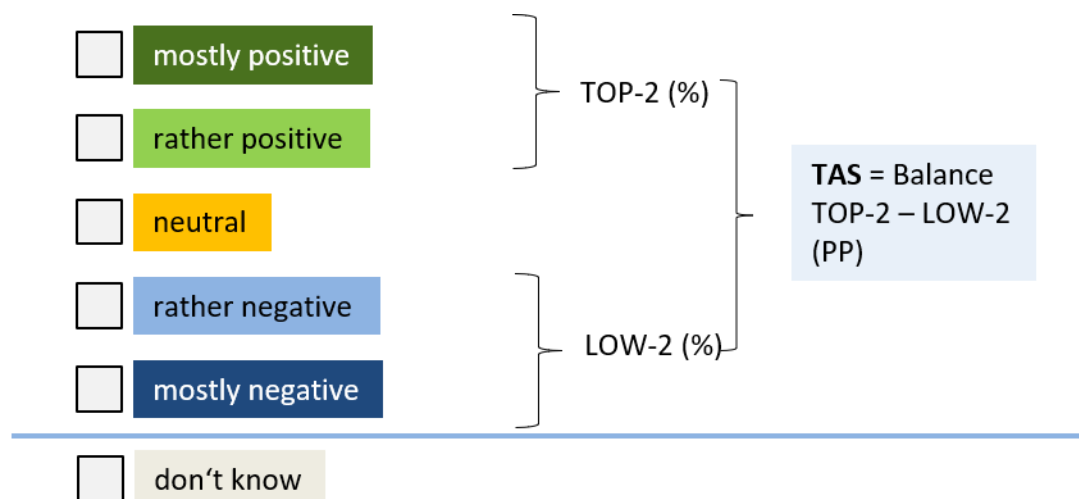 mostly positive
rather positive
neutral
rather negative
mostly negative
don‘t know
TOP-2 (%)
LOW-2 (%)
TAS = Balance
TOP-2 – LOW-2
(PP)